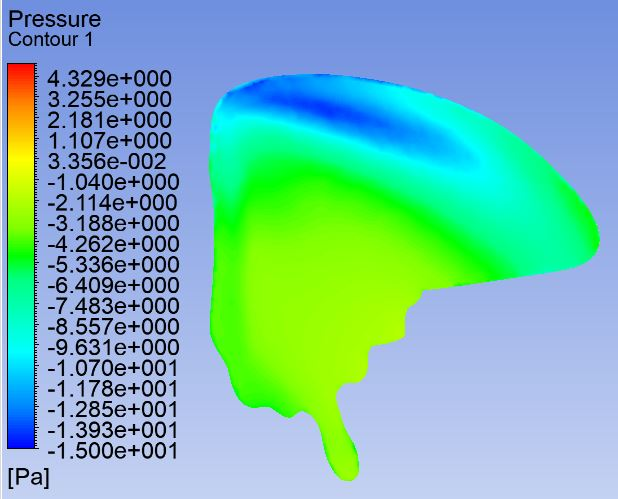 Pressure
Contour 1
4.329e+000
3.255e+000
2.181e+000
1.107e+000
3.356e-002
-1.040e+000
-2.114e+000
-3.188e+000
-4.262e+000
-5.336e+000
-6.409e+000
-7.483e+000
-8.557e+000
-9.631e+000
-1.070e+001
-1.178e+001
-1.285e+001
-1.393e+001
-1.500e+001
[Pa]